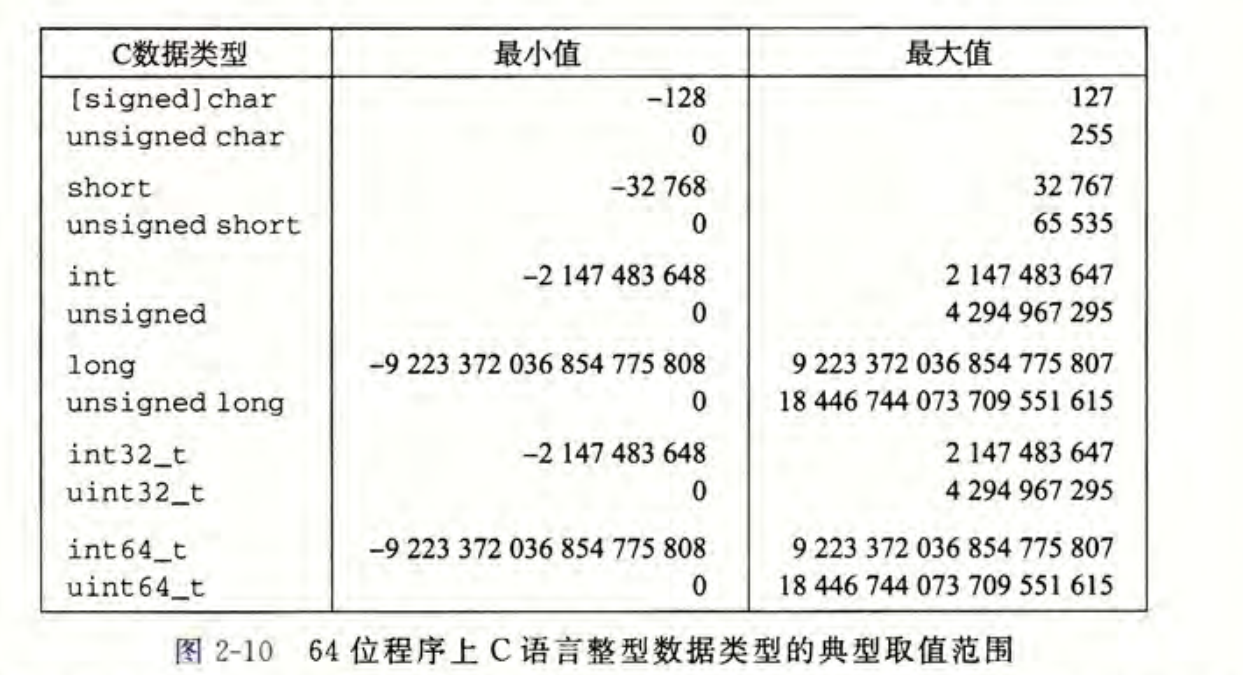 C数据类型 最小值 最大值
[signed]char −128 127
unsigned char 0 255
short −32 768 32 767
unsigned short 0 65 535
int −2 147 483 648 2 147 483 647
unsigned 0 4 294 967 295
long −9 223 372 036 854 775 808 9 223 372 036 854 775 807
unsigned long 0 18 446 744 073 709 551 615
int32_t −2 147 483 648 2 147 483 647
uint32_t 0 4 294 967 295
int64_t −9 223 372 036 854 775 808 9 223 372 036 854 775 807
uint64_t 0 18 446 744 073 709 551 615
图 2-10 64 位程序上 C 语言整型数据类型的典型取值范围